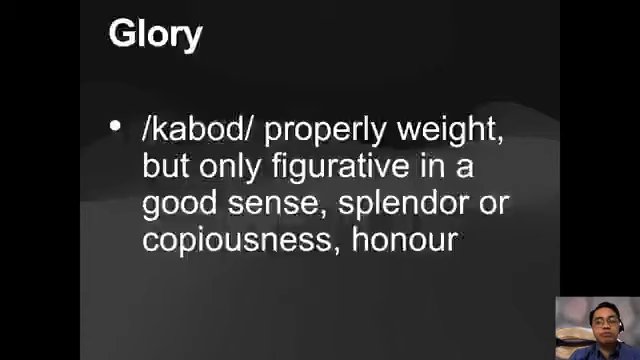 Glory
• /kabod/ properly weight,
but only figurative in a
good sense, splendor or
copiousness, honour